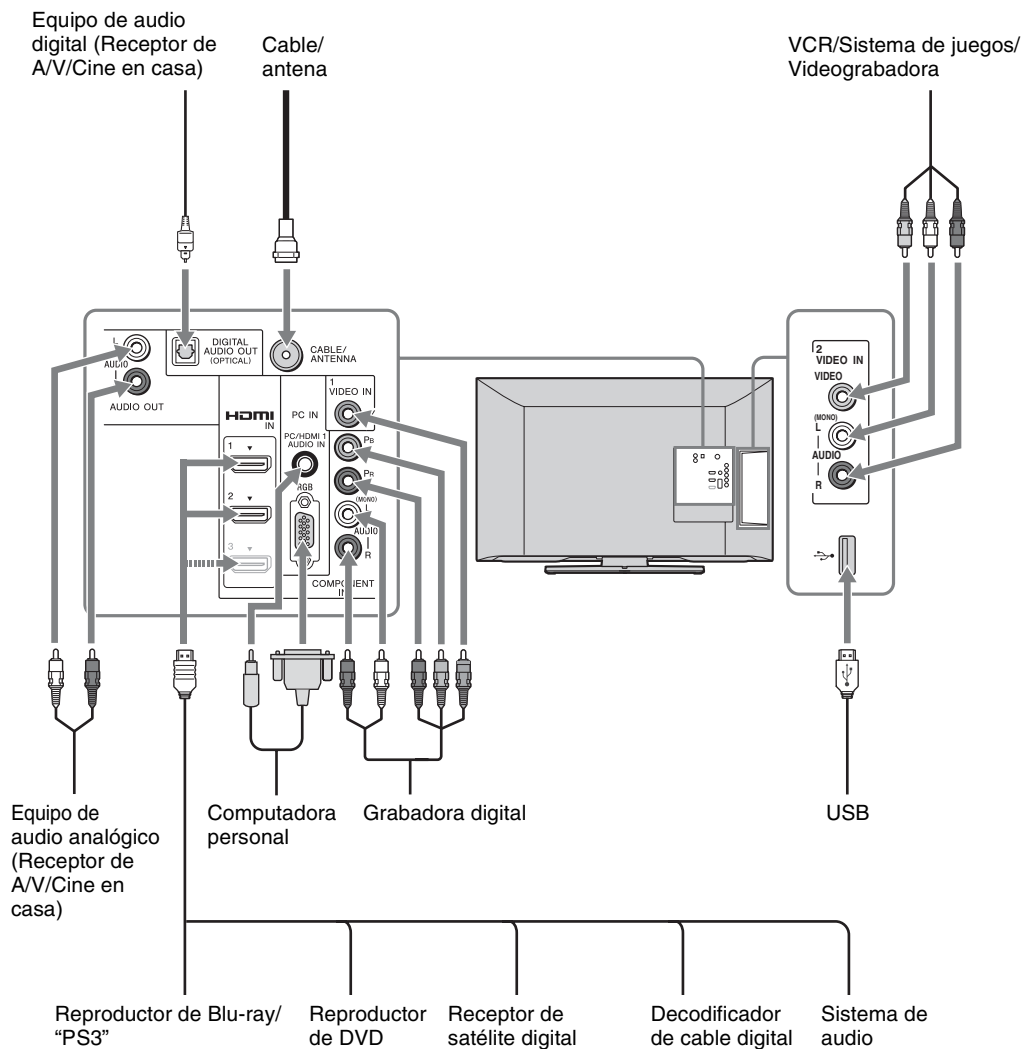 Equipo de audio
digital (Receptor de
A/V/Cine en casa)
Cable/
antena
VCR/Sistema de juegos/
Videograbadora
L
AUDIO
AUDIO OUT
DIGITAL
AUDIO OUT
(OPTICAL)
CABLE/
ANTENNA
HDMI
IN
1
2
3
PC IN
PC/HDMI 1
AUDIO IN
RGB
1
VIDEO IN
PB
PR
(MONO)
L
AUDIO
R
COMPONENT
IN
2
VIDEO IN
VIDEO
(MONO)
L
AUDIO
R
Equipo de
audio analógico
(Receptor de
A/V/Cine en
casa)
Computadora
personal
Grabadora digital
USB
Reproductor de Blu-ray/
“PS3”
Reproductor
de DVD
Receptor de
satélite digital
Decodificador
de cable digital
Sistema de
audio